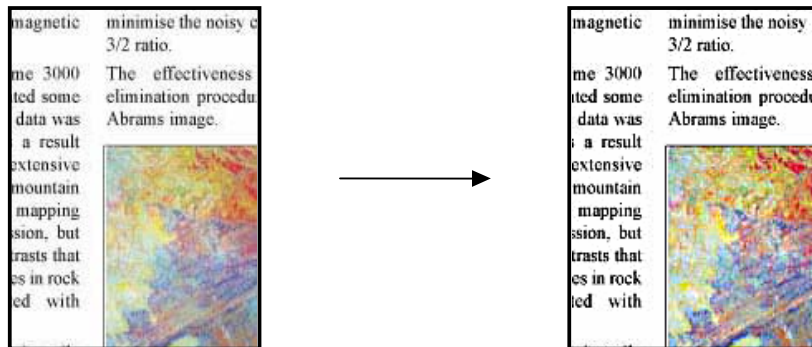 magnetic
me 3000
ted some
data was
a result
extensive
mountain
mapping
sion, but
trasts that
es in rock
ed with
minimise the noisy c
3/2 ratio.
The effectiveness
elimination procedu
Abrams image.
magnetic
me 3000
ted some
data was
a result
extensive
mountain
mapping
ssion, but
trasts that
es in rock
ted with
minimise the noisy
3/2 ratio.
The effectiveness
elimination procedu
Abrams image.